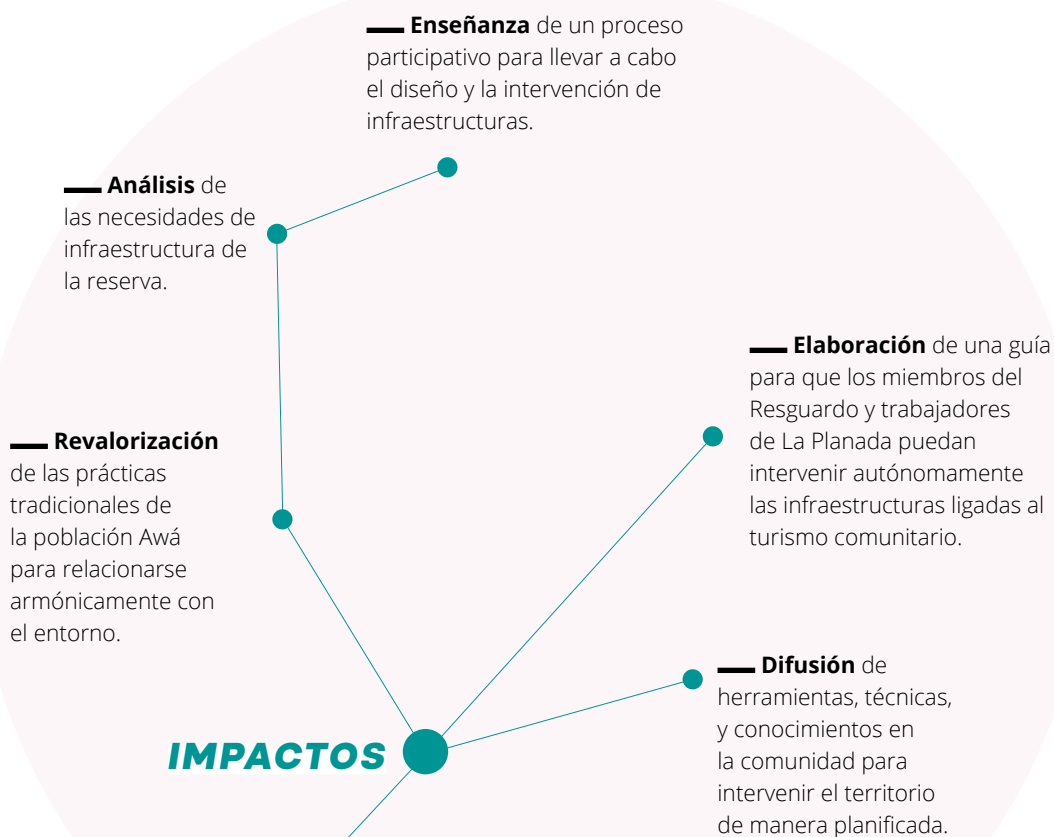 Enseñanza de un proceso
participativo para llevar a cabo
el diseño y la intervención de
infraestructuras.
Análisis de
las necesidades de
infraestructura de
la reserva.
Elaboración de una guía
para que los miembros del
Resguardo y trabajadores
de La Planada puedan
intervenir autónomamente
las infraestructuras ligadas al
turismo comunitario.
Revalorización
de las prácticas
tradicionales de
la población Awá
para relacionarse
armónicamente con
el entorno.
Difusión de
herramientas, técnicas,
y conocimientos en
la comunidad para
intervenir el territorio
de manera planificada.
IMPACTOS